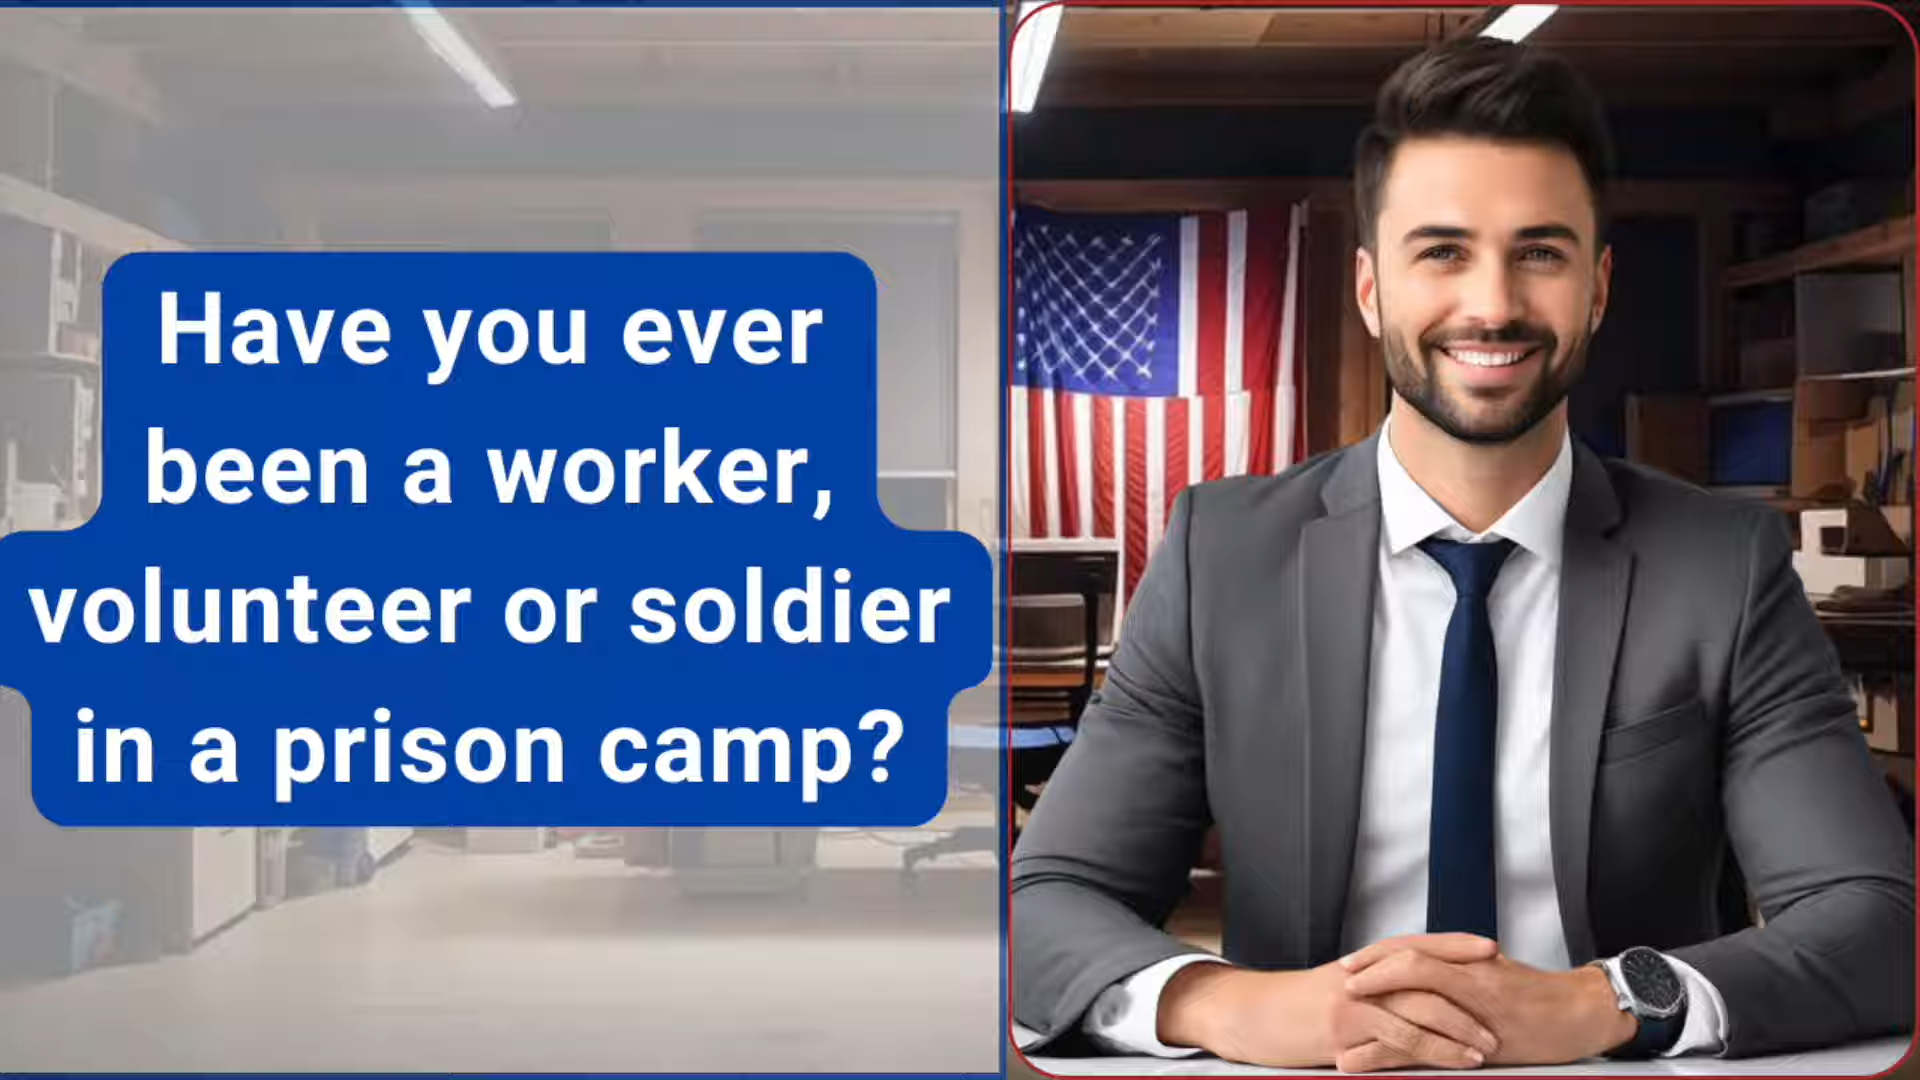 Have you ever
been a worker,
volunteer or soldier
in a prison camp?